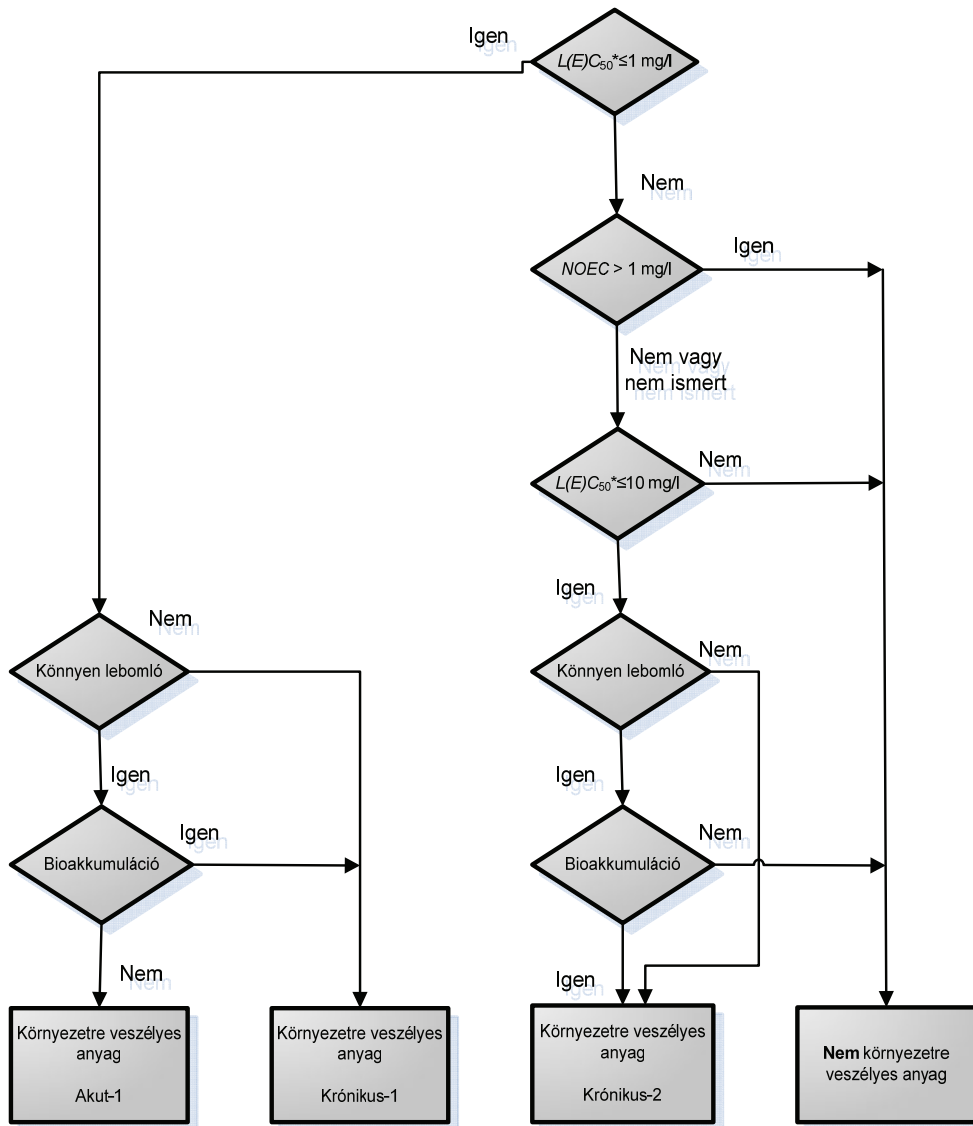 Igen
L(E)C50*≤1 mg/l
Nem
NOEC > 1 mg/l
Igen
Nem vagy
nem ismert
L(E)C50*≤10 mg/l
Nem
Igen
Könnyen lebomló
Nem
Könnyen lebomló
Nem
Igen
Igen
Bioakkumuláció
Igen
Bioakkumuláció
Nem
Nem
Igen
Környezetre veszélyes
anyag
Akut-1
Környezetre veszélyes
anyag
Krónikus-1
Környezetre veszélyes
anyag
Krónikus-2
Nem környezetre
veszélyes anyag